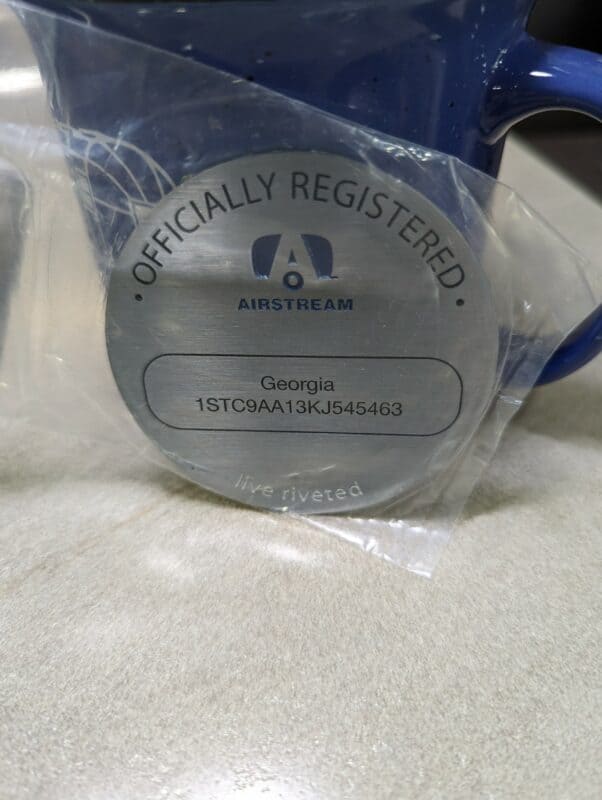 • OFFICIALLY REGISTERED •
A
AIRSTREAM
Georgia
1STC9AA13KJ545463
live riveted